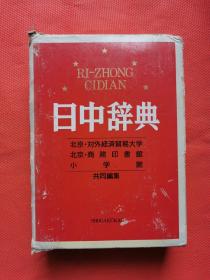 RI-ZHONG
CIDIAN
日中辞典
北京・対外経済貿易大学
北京・商務印書館
小学館
共同編集
SHOGAKUKAN